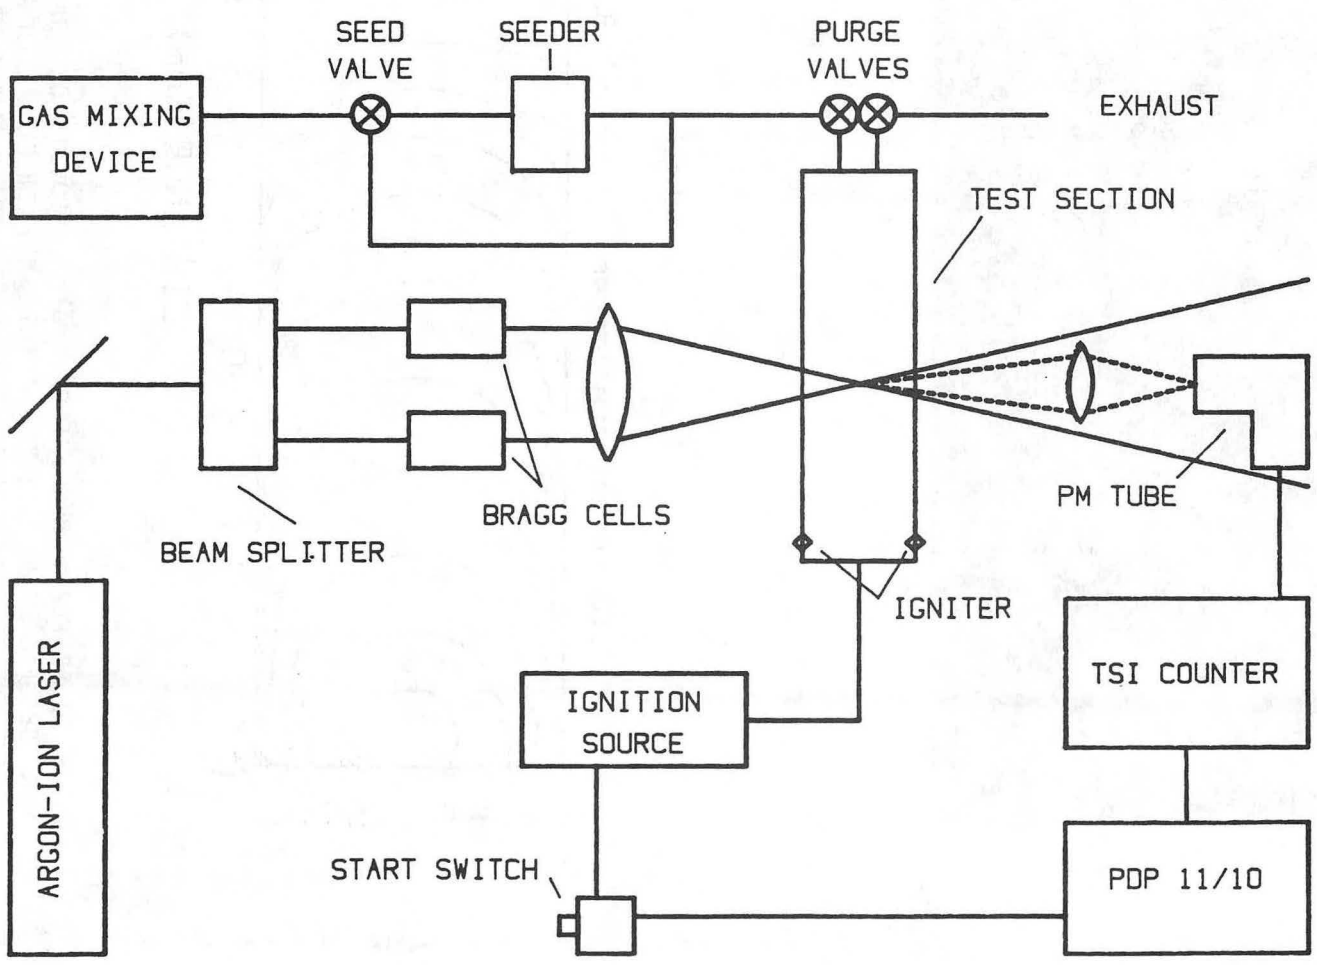 SEED
VALVE
SEEDER
PURGE
VALVES
GAS MIXING
DEVICE
EXHAUST
TEST SECTION
BRAGG CELLS
PM TUBE
BEAM SPLITTER
IGNITER
ARGON-ION LASER
IGNITION
SOURCE
TSI COUNTER
START SWITCH
PDP 11/10